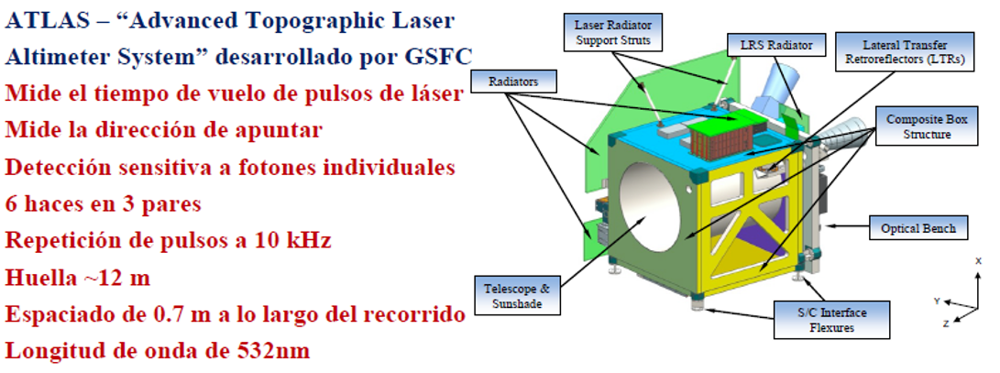 ATLAS – “Advanced Topographic Laser
Altimeter System” desarrollado por GSFC
Mide el tiempo de vuelo de pulsos de láser
Mide la dirección de apuntar
Detección sensitiva a fotones individuales
6 haces en 3 pares
Repetición de pulsos a 10 kHz
Huella ~12 m
Espaciado de 0.7 m a lo largo del recorrido
Longitud de onda de 532nm
Laser Radiator
Support Struts
LRS Radiator
Lateral Transfer
Retroreflectors (LTRs)
Radiators
Composite Box
Structure
Optical Bench
Telescope &
Sunshade
S/C Interface
Flexures
X
Y
Z